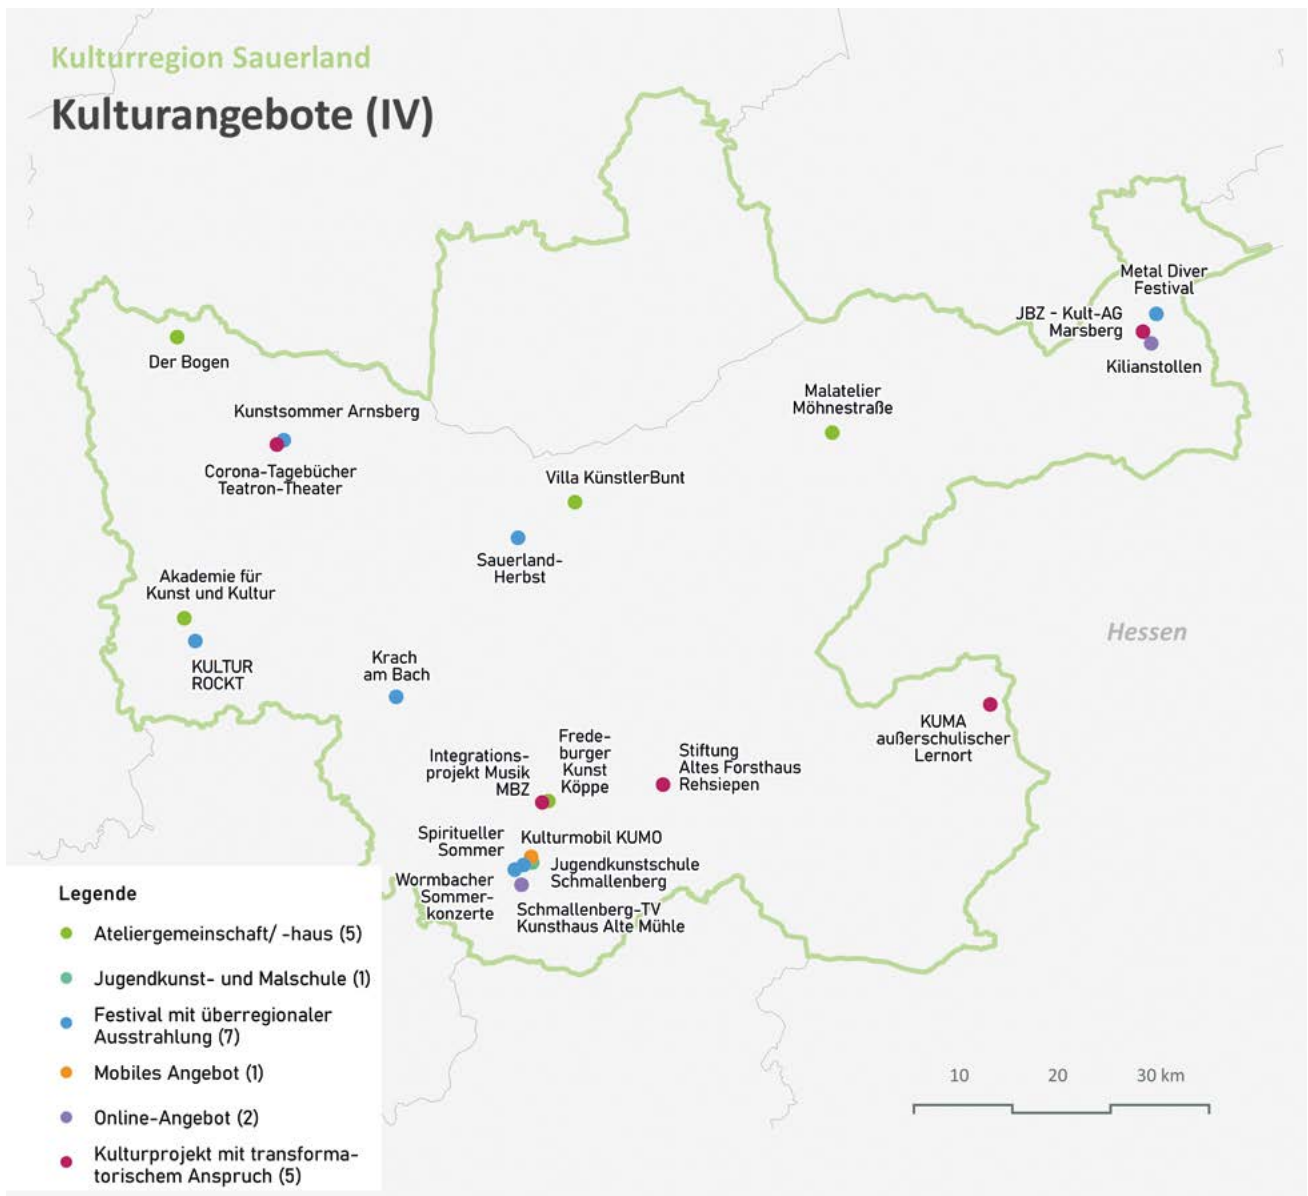 Kulturregion Sauerland
Kulturangebote (IV)
Metal Diver
Festival
JBZ - Kult-AG
Marsberg
Kilianstollen
Der Bogen
Malatelier
Möhnestraße
Kunstsommer Arnsberg
Corona-Tagebücher
Teatron-Theater
Villa KünstlerBunt
Sauerland-
Herbst
Akademie für
Kunst und Kultur
KULTUR
ROCKT
Hessen
Krach
am Bach
KUMA
außerschulischer
Lernort
Integrations-
projekt Musik
MBZ
Frede-
burger
Kunst
Köppe
Stiftung
Altes Forsthaus
Rehsiepen
Spiritueller
Sommer
Kulturmobil KUMO
Jugendkunstschule
Schmallenberg
Wormbacher
Sommer-
konzerte
Schmallenberg-TV
Kunsthaus Alte Mühle
Legende
Ateliergemeinschaft/ -haus (5)
Jugendkunst- und Malschule (1)
Festival mit überregionaler
Ausstrahlung (7)
Mobiles Angebot (1)
Online-Angebot (2)
Kulturprojekt mit transforma-
torischem Anspruch (5)
10 20 30 km